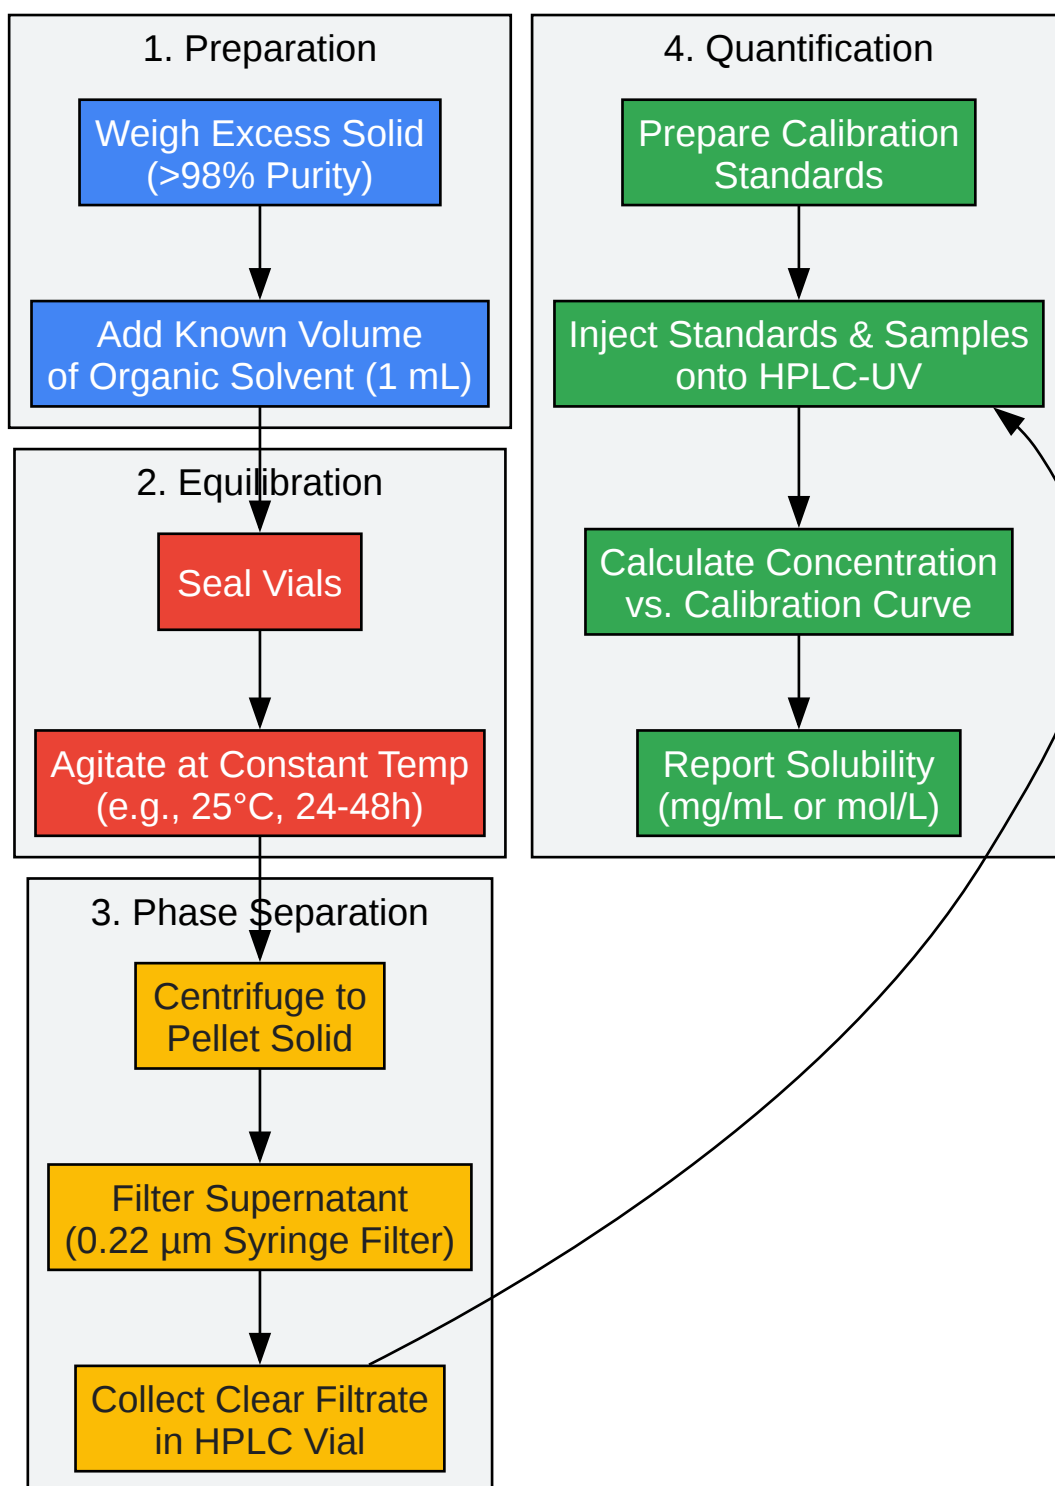 1. Preparation
Weigh Excess Solid
(>98% Purity)
Add Known Volume
of Organic Solvent (1 mL)
2. Equilibration
Seal Vials
Agitate at Constant Temp
(e.g., 25°C, 24-48h)
3. Phase Separation
Centrifuge to
Pellet Solid
Filter Supernatant
(0.22 µm Syringe Filter)
Collect Clear Filtrate
in HPLC Vial
4. Quantification
Prepare Calibration
Standards
Inject Standards & Samples
onto HPLC-UV
Calculate Concentration
vs. Calibration Curve
Report Solubility
(mg/mL or mol/L)